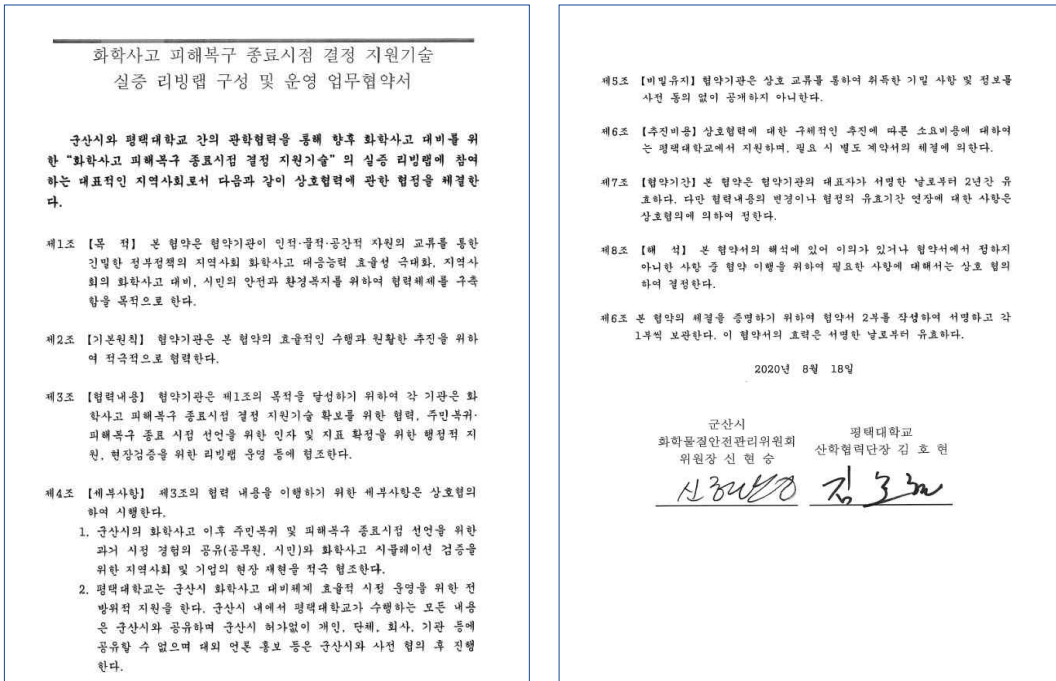 화학사고 피해복구 종료시점 결정 지원기술
실증 리빙랩 구성 및 운영 업무협약서
군산시와 평택대학교 간의 관학협력을 통해 향후 화학사고 대비를 위
한 "화학사고 피해복구 종료시점 결정 지원기술"의 실증 리빙랩에 참여
하는 대표적인 지역사회로서 다음과 같이 상호협력에 관한 협정을 체결한
다.
제1조 【목 적】 본 협약은 협약기관이 인적·물적·공간적 자원의 교류를 통한
긴밀한 정부정책의 지역사회 화학사고 대응능력 효율성 극대화, 지역사
회의 화학사고 대비, 시민의 안전과 환경복지를 위하여 협력체제를 구축
함을 목적으로 한다.
제2조 【기본원칙】 협약기관은 본 협약의 효율적인 수행과 원활한 추진을 위하
여 적극적으로 협력한다.
제3조 【협력내용】 협약기관은 제1조의 목적을 달성하기 위하여 각 기관은 화
학사고 피해복구 종료시점 결정 지원기술 확보를 위한 협력, 주민복귀·
피해복구 종료 시점 선언을 위한 인자 및 지표 확정을 위한 행정적 지
원, 현장검증을 위한 리빙랩 운영 등에 협조한다.
제4조 【세부사항】 제3조의 협력 내용을 이행하기 위한 세부사항은 상호협의
하여 시행한다.
1. 군산시의 화학사고 이후 주민복귀 및 피해복구 종료시점 선언을 위한
과거 시정 경험의 공유(공무원, 시민)와 화학사고 시뮬레이션 검증을
위한 지역사회 및 기업의 현장 재현을 적극 협조한다.
2. 평택대학교는 군산시 화학사고 대비체계 효율적 시정 운영을 위한 전
방위적 지원을 한다. 군산시 내에서 평택대학교가 수행하는 모든 내용
은 군산시와 공유하며 군산시 허가없이 개인, 단체, 회사, 기관 등에
공유할 수 없으며 대외 언론 홍보 등은 군산시와 사전 협의 후 진행
한다.
제5조 【비밀유지】 협약기관은 상호 교류를 통하여 취득한 기밀 사항 및 정보를
사전 동의 없이 공개하지 아니한다.
제6조 【추진비용】 상호협력에 대한 구체적인 추진에 따른 소요비용에 대하여
는 평택대학교에서 지원하며, 필요 시 별도 계약서의 체결에 의한다.
제7조 【협약기간】 본 협약은 협약기관의 대표자가 서명한 날로부터 2년간 유
효하다. 다만 협력내용의 변경이나 협정의 유효기간 연장에 대한 사항은
상호협의에 의하여 정한다.
제8조 【해 석】 본 협약서의 해석에 있어 이의가 있거나 협약서에서 정하지
아니한 사항 중 협약 이행을 위하여 필요한 사항에 대해서는 상호 협의
하여 결정한다.
제6조 본 협약의 체결을 증명하기 위하여 협약서 2부를 작성하여 서명하고 각
1부씩 보관한다. 이 협약서의 효력은 서명한 날로부터 유효하다.
2020년 8월 18일
군산시
화학물질안전관리위원회
위원장 신 현 승
평택대학교
산학협력단장 김 호 현